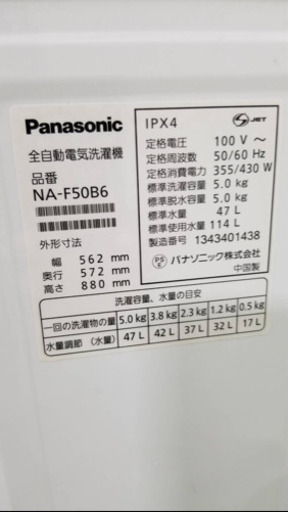 Panasonic
全自動電気洗濯機
品番
NA-F50B6
外形寸法
幅 562 mm
奥行 572 mm
高さ 880 mm
IPX4
S JET
定格電圧 100 V ～
定格周波数 50/60 Hz
定格消費電力 355/430 W
標準洗濯容量 5.0 kg
標準脱水容量 5.0 kg
標準水量 47 L
標準使用水量 114 L
製造番号 1343401438
PS E パナソニック株式会社
中国製
洗濯容量、水量の目安
一回の洗濯物の量 5.0 kg 3.8 kg 2.3 kg 1.2 kg 0.5 kg
水量調節（水量） 47 L 42 L 37 L 32 L 17 L